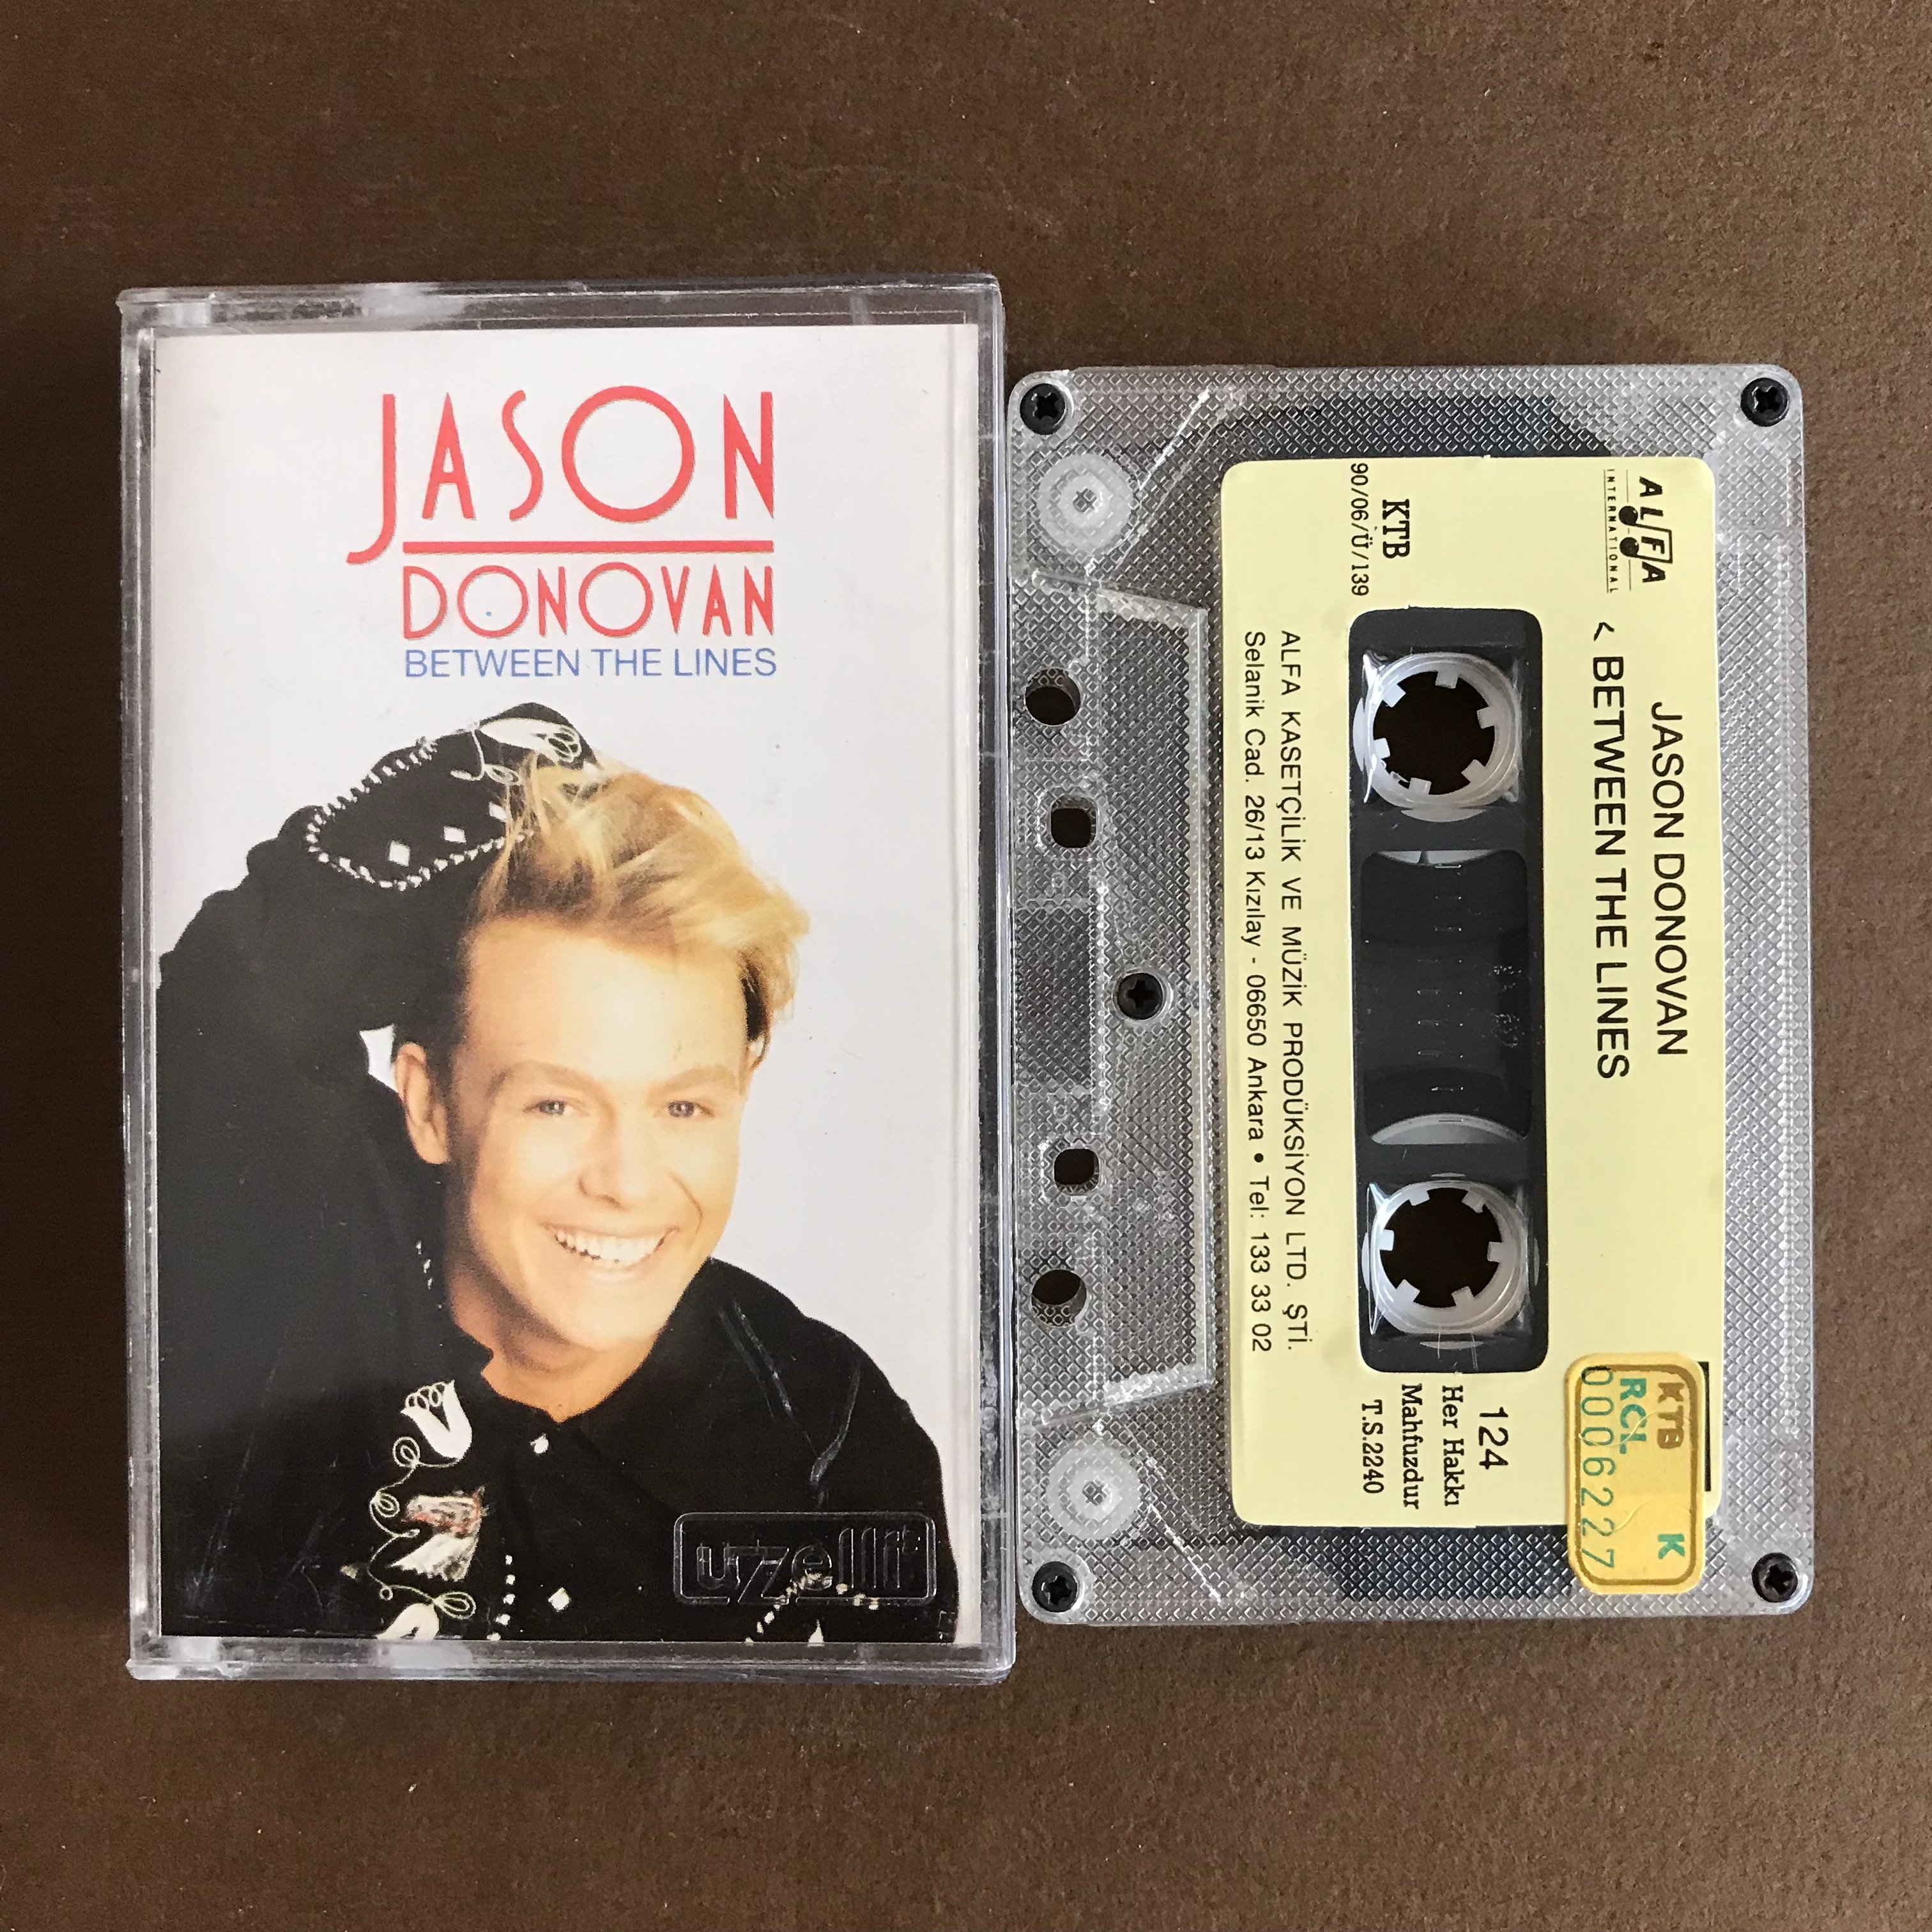 JASON
DONOVAN
BETWEEN THE LINES
uzzelli
ALFA
INTERNATIONAL
JASON DONOVAN
< BETWEEN THE LINES
KTB
90/06/Ü/139
124
Her Hakkı
Mahfuzdur
T.S.2240
ALFA KASETÇİLİK VE MÜZİK PRODÜKSİYON LTD. ŞTİ.
Selanik Cad. 26/13 Kızılay - 06650 Ankara • Tel: 133 33 02
KTB K
RCL
0006227